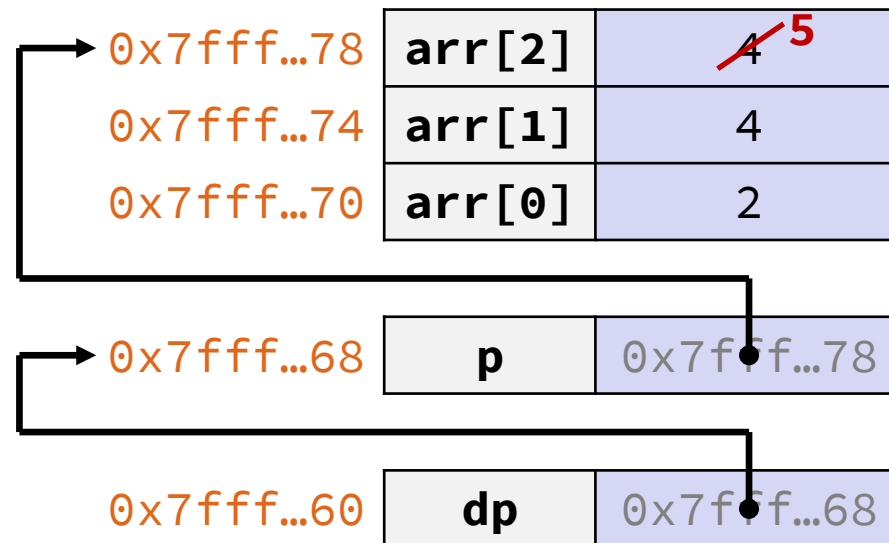 0x7fff…78 arr[2] 4 5
0x7fff…74 arr[1] 4
0x7fff…70 arr[0] 2
0x7fff…68 p 0x7fff…78
0x7fff…60 dp 0x7fff…68